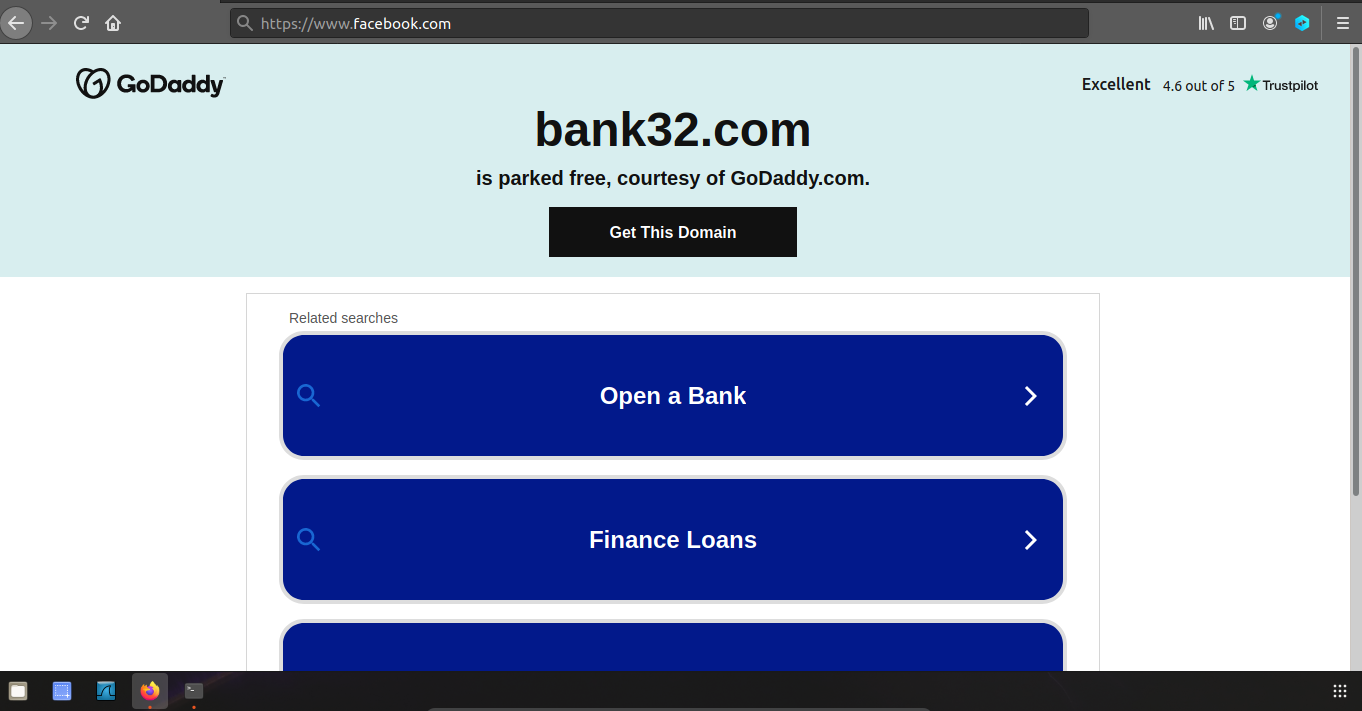 https://www.facebook.com
GoDaddy
Excellent 4.6 out of 5 Trustpilot
bank32.com
is parked free, courtesy of GoDaddy.com.
Get This Domain
Related searches
Open a Bank
Finance Loans